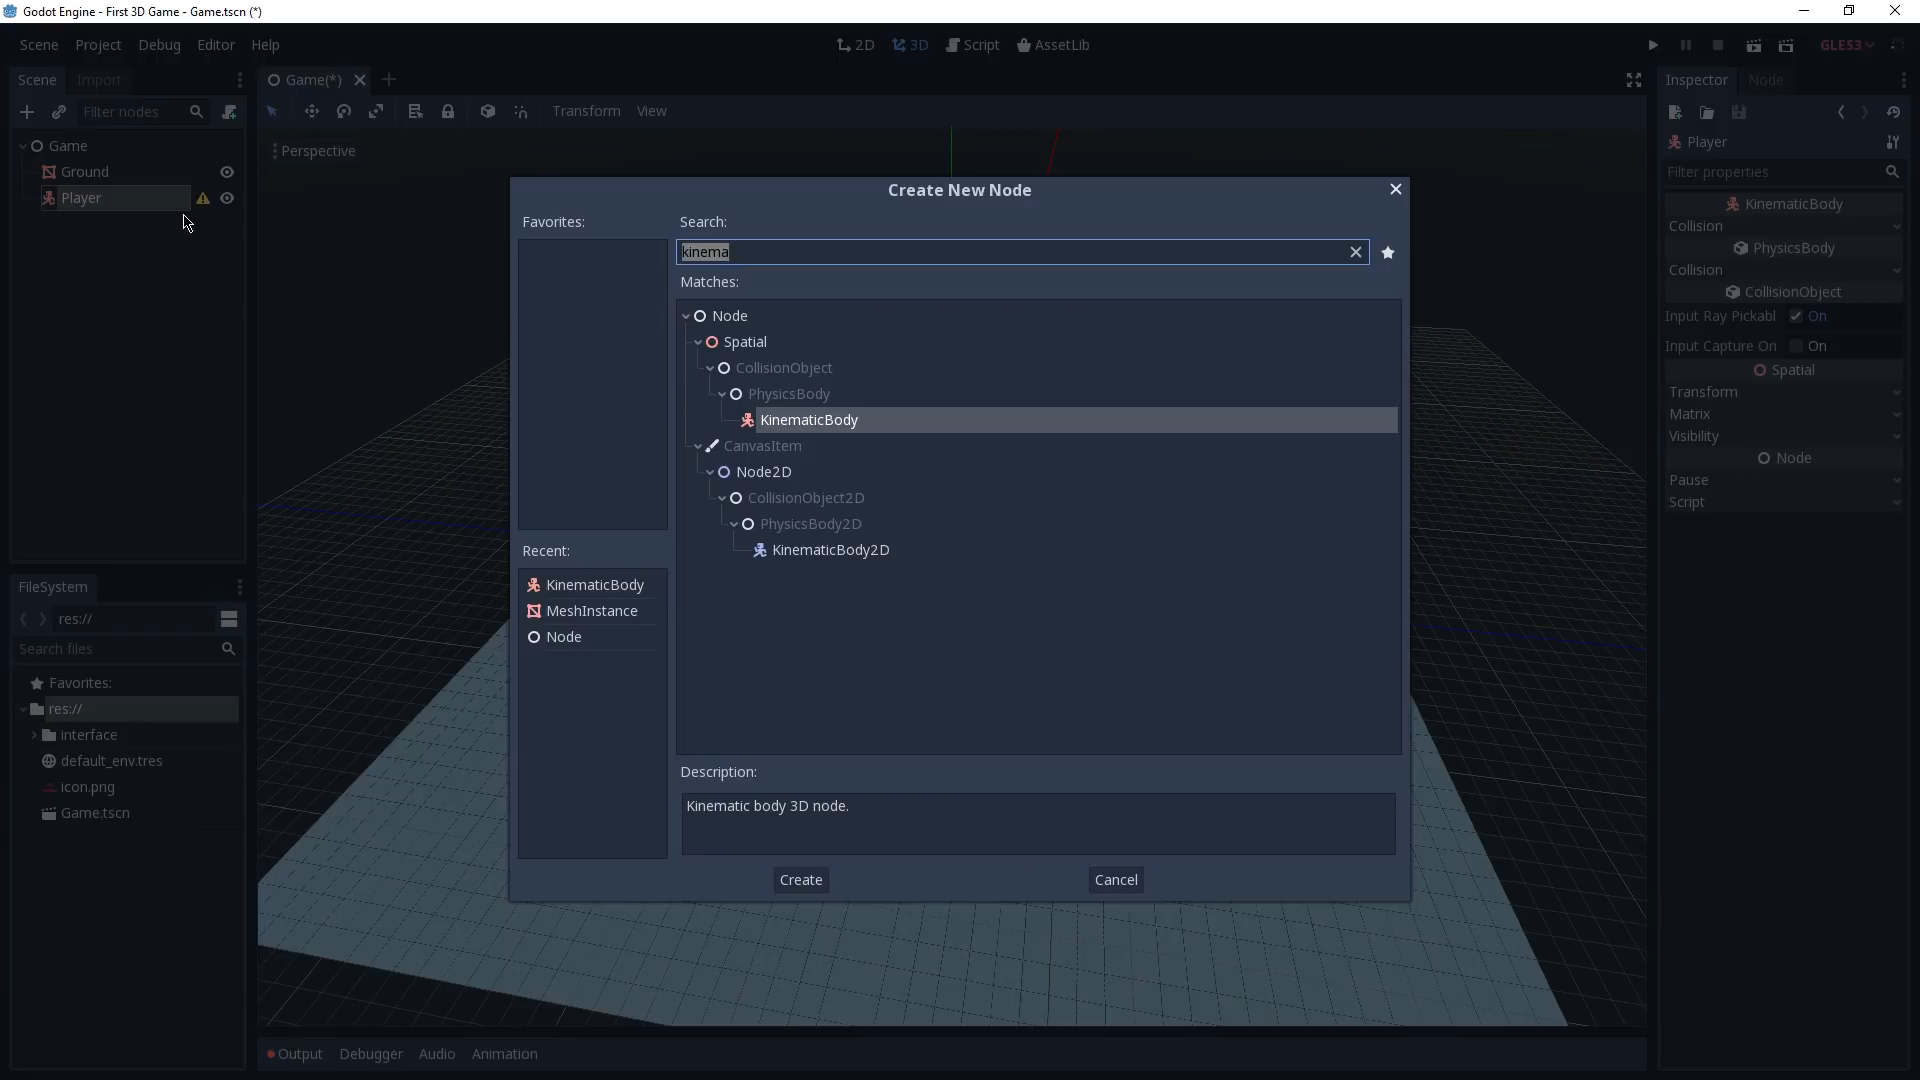 Godot Engine - First 3D Game - Game.tscn (*)
Scene Project Debug Editor Help
2D 3D Script AssetLib
GLES3
Scene Import
Game(*)
Inspector Node
Filter nodes
Transform View
Game
Ground
Player
Perspective
Player
Filter properties
KinematicBody
Collision
PhysicsBody
Collision
CollisionObject
Input Ray Pickabl On
Input Capture On On
Spatial
Transform
Matrix
Visibility
Node
Pause
Script
Create New Node
Favorites:
Search:
kinema
Matches:
Node
Spatial
CollisionObject
PhysicsBody
KinematicBody
CanvasItem
Node2D
CollisionObject2D
PhysicsBody2D
KinematicBody2D
Recent:
KinematicBody
MeshInstance
Node
Description:
Kinematic body 3D node.
Create
Cancel
FileSystem
res://
Search files
Favorites:
res://
interface
default_env.tres
icon.png
Game.tscn
Output Debugger Audio Animation